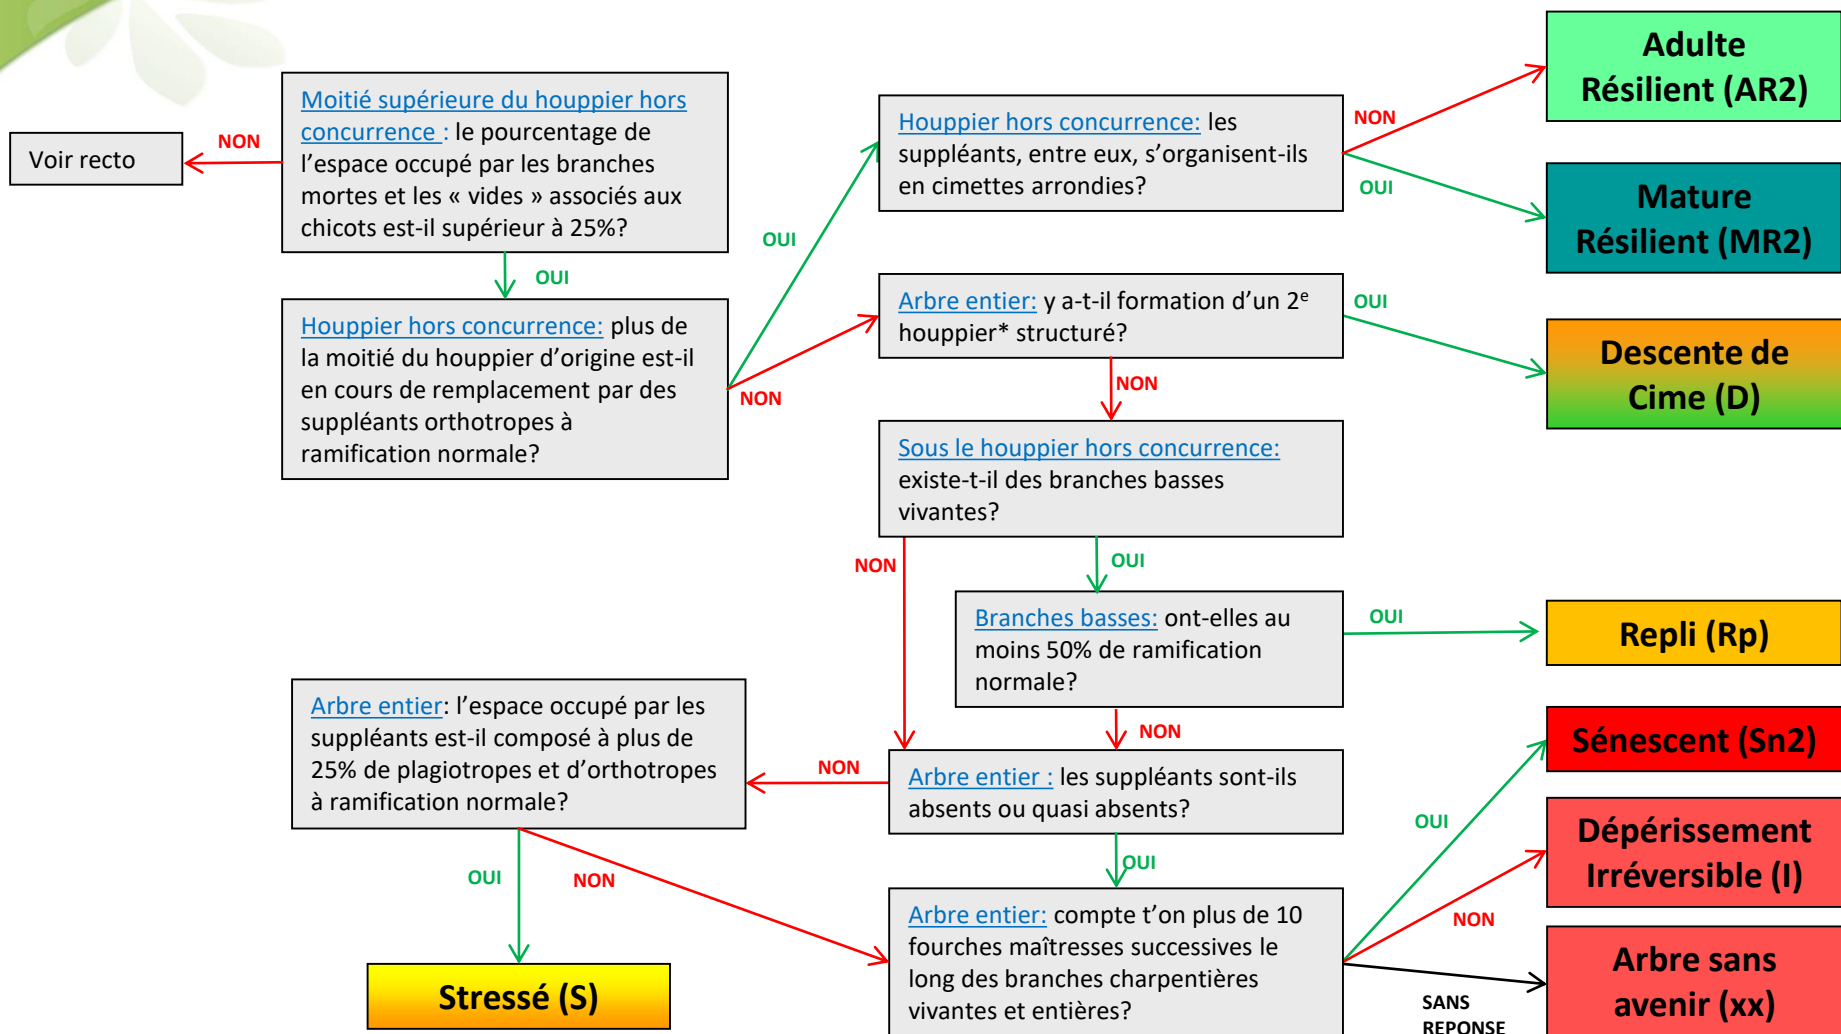 Voir recto
NON
Moitié supérieure du houppier hors
concurrence : le pourcentage de
l'espace occupé par les branches
mortes et les « vides » associés aux
chicots est-il supérieur à 25%?
OUI
Houppier hors concurrence: plus de
la moitié du houppier d'origine est-il
en cours de remplacement par des
suppléants orthotropes à
ramification normale?
OUI
NON
Houppier hors concurrence: les
suppléants, entre eux, s'organisent-ils
en cimettes arrondies?
NON
OUI
Adulte
Résilient (AR2)
Mature
Résilient (MR2)
Arbre entier: y a-t-il formation d'un 2e
houppier* structuré?
OUI
NON
Descente de
Cime (D)
Sous le houppier hors concurrence:
existe-t-il des branches basses
vivantes?
NON
OUI
Branches basses: ont-elles au
moins 50% de ramification
normale?
OUI
NON
Repli (Rp)
Arbre entier : les suppléants sont-ils
absents ou quasi absents?
NON
OUI
Arbre entier: l'espace occupé par les
suppléants est-il composé à plus de
25% de plagiotropes et d'orthotropes
à ramification normale?
OUI
NON
Stressé (S)
Arbre entier: compte t'on plus de 10
fourches maîtresses successives le
long des branches charpentières
vivantes et entières?
OUI
NON
SANS
REPONSE
Sénescent (Sn2)
Dépérissement
Irréversible (I)
Arbre sans
avenir (xx)